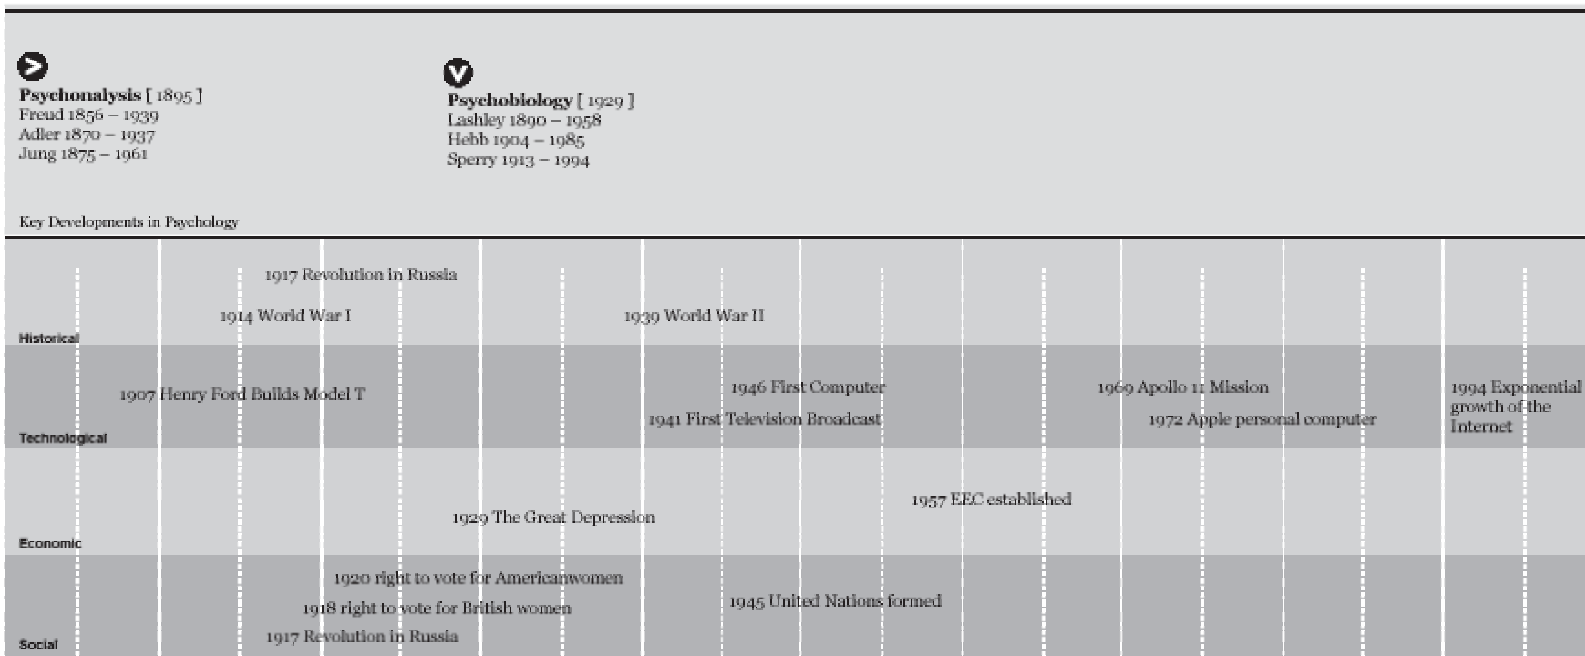 Psychonalysis [ 1895 ]
Freud 1856 – 1939
Adler 1870 – 1937
Jung 1875 – 1961
Psychobiology [ 1929 ]
Lashley 1890 – 1958
Hebb 1904 – 1985
Sperry 1913 – 1994
Key Developments in Psychology
1917 Revolution in Russia
1914 World War I
1939 World War II
Historical
1907 Henry Ford Builds Model T
1946 First Computer
1941 First Television Broadcast
1969 Apollo 11 Mission
1972 Apple personal computer
1994 Exponential
growth of the
Internet
Technological
1957 EEC established
1929 The Great Depression
Economic
1920 right to vote for Americanwomen
1918 right to vote for British women
1945 United Nations formed
1917 Revolution in Russia
Social